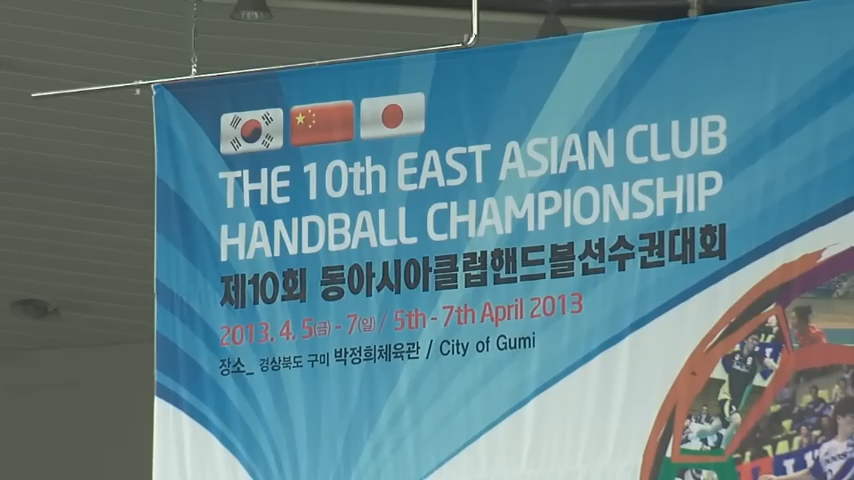 THE 10th EAST ASIAN CLUB
HANDBALL CHAMPIONSHIP
제10회 동아시아클럽핸드볼선수권대회
2013. 4. 5(금) - 7(일) / 5th - 7th April 2013
장소_ 경상북도 구미 박정희체육관 / City of Gumi